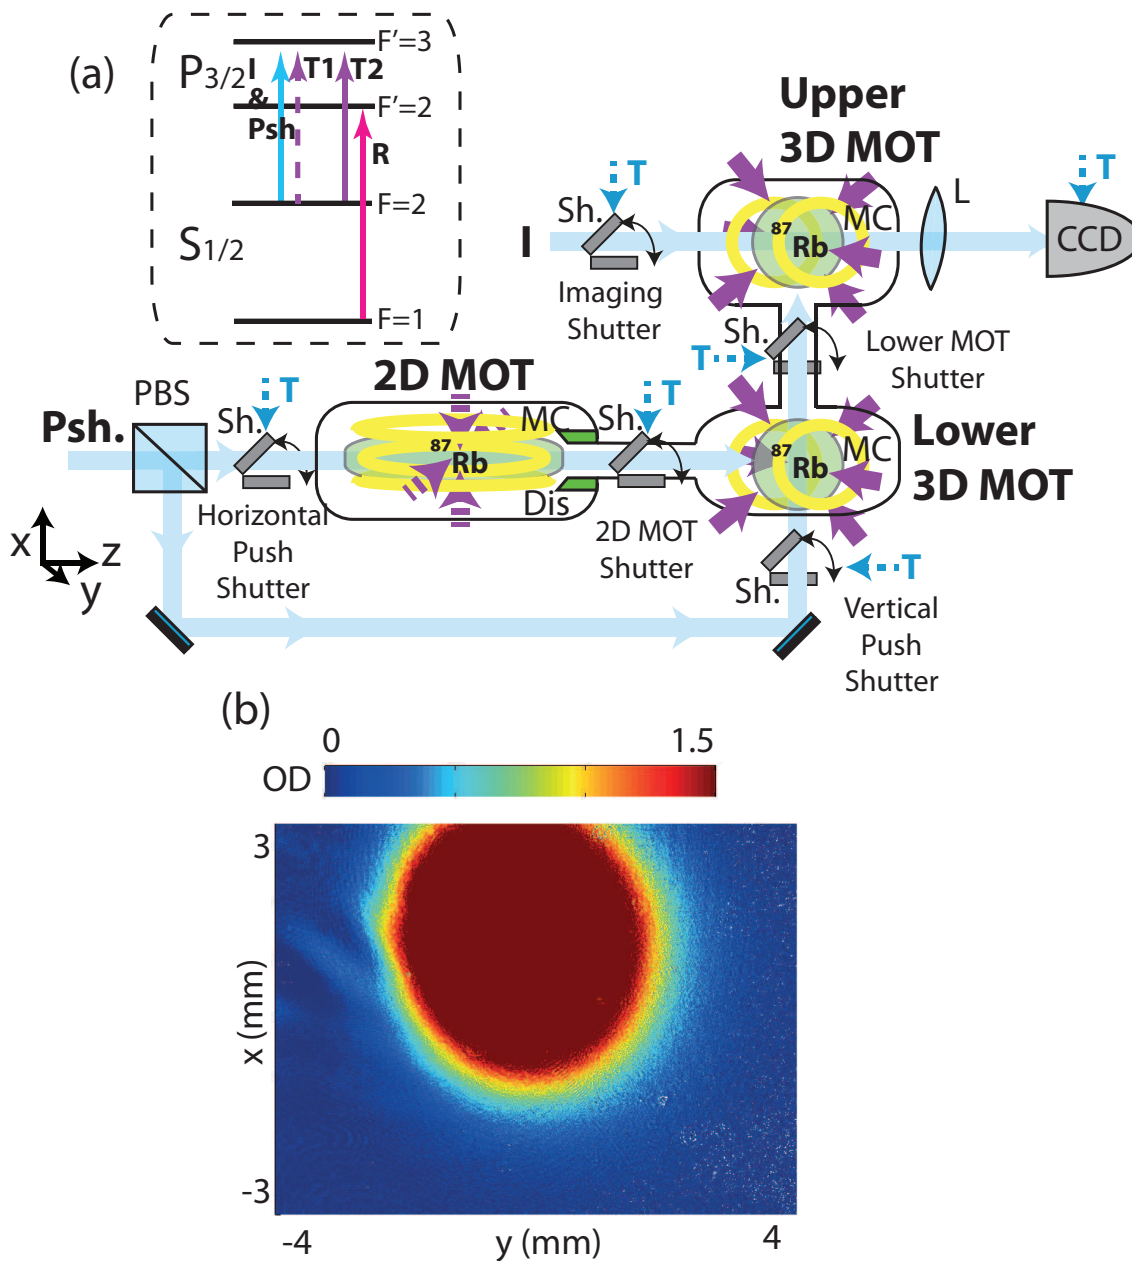 (a)
F'=3
P3/2
I
&
Psh
T1
T2
F'=2
R
F=2
S1/2
F=1
Upper
3D MOT
T
Sh.
I
Imaging
Shutter
87
Rb
MC
L
T
CCD
Sh.
T
Lower MOT
Shutter
PBS
Psh.
Sh.
T
Horizontal
Push
Shutter
2D MOT
MC
87
Rb
Dis
Sh.
T
2D MOT
Shutter
87
Rb
MC
Lower
3D MOT
Sh.
T
Vertical
Push
Shutter
x
z
y
(b)
0
1.5
OD
3
x (mm)
-3
-4
y (mm)
4